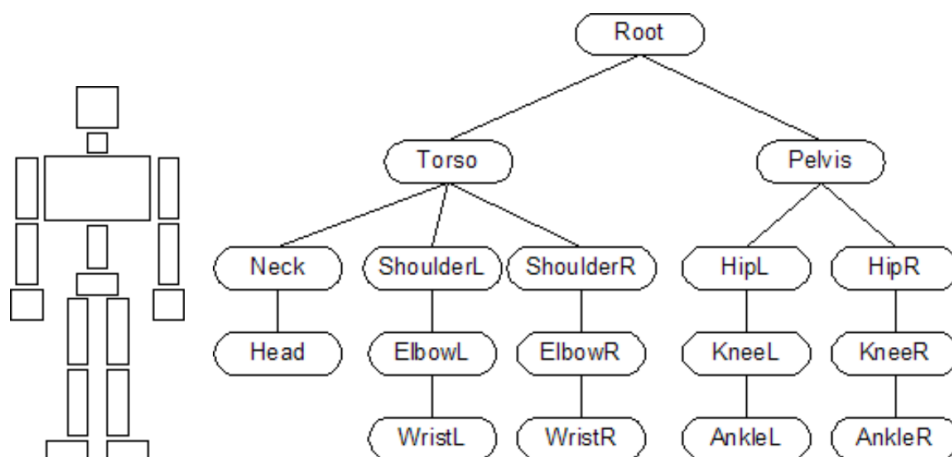 Root
Torso
Pelvis
Neck
ShoulderL
ShoulderR
HipL
HipR
Head
ElbowL
ElbowR
KneeL
KneeR
WristL
WristR
AnkleL
AnkleR